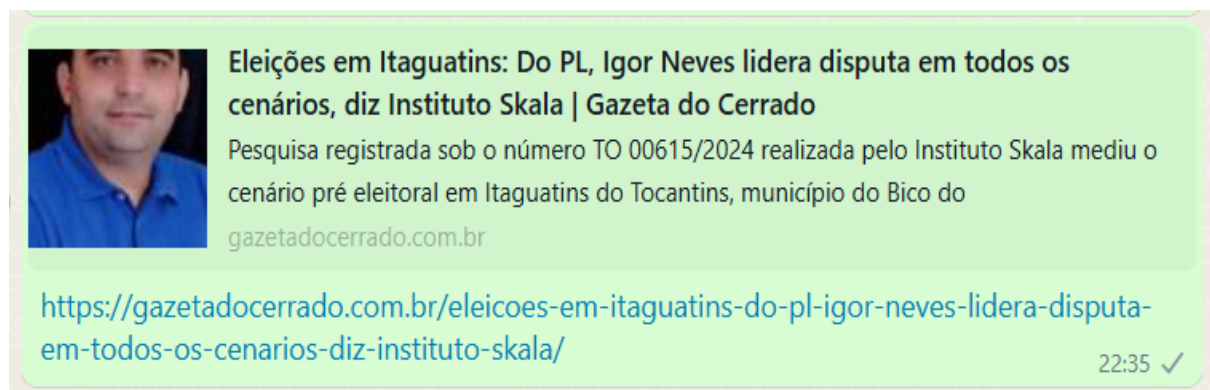 Eleições em Itaguatins: Do PL, Igor Neves lidera disputa em todos os
cenários, diz Instituto Skala | Gazeta do Cerrado
Pesquisa registrada sob o número TO 00615/2024 realizada pelo Instituto Skala mediu o
cenário pré eleitoral em Itaguatins do Tocantins, município do Bico do
gazetadocerrado.com.br
https://gazetadocerrado.com.br/eleicoes-em-itaguatins-do-pl-igor-neves-lidera-disputa-
em-todos-os-cenarios-diz-instituto-skala/
22:35